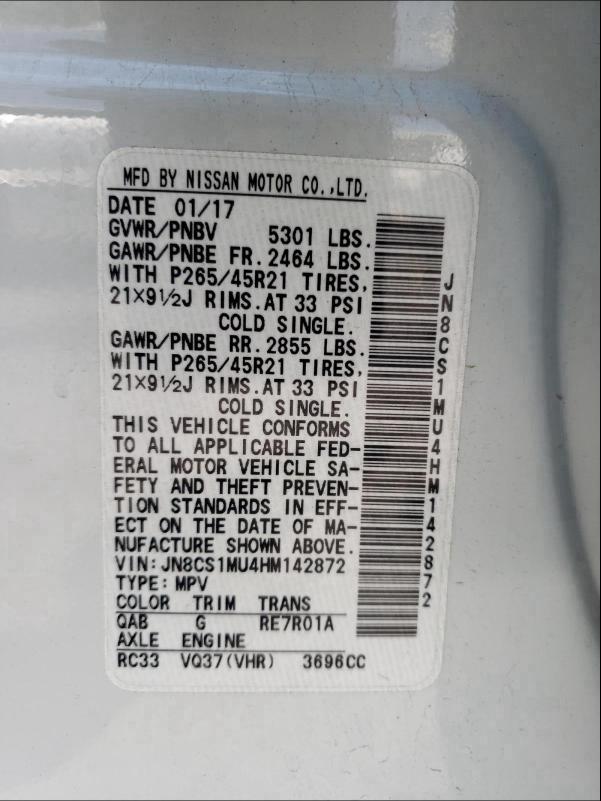 MFD BY NISSAN MOTOR CO.,LTD.
DATE 01/17
GVWR/PNBV 5301 LBS.
GAWR/PNBE FR. 2464 LBS.
WITH P265/45R21 TIRES,
21×9½J RIMS. AT 33 PSI
COLD SINGLE.
GAWR/PNBE RR. 2855 LBS.
WITH P265/45R21 TIRES,
21×9½J RIMS. AT 33 PSI
COLD SINGLE.
THIS VEHICLE CONFORMS
TO ALL APPLICABLE FED-
ERAL MOTOR VEHICLE SA-
FETY AND THEFT PREVEN-
TION STANDARDS IN EFF-
ECT ON THE DATE OF MA-
NUFACTURE SHOWN ABOVE.
VIN: JN8CS1MU4HM142872
TYPE: MPV
COLOR TRIM TRANS
QAB G RE7R01A
AXLE ENGINE
RC33 VQ37(VHR) 3696CC
JN8CS1MU4HM142872